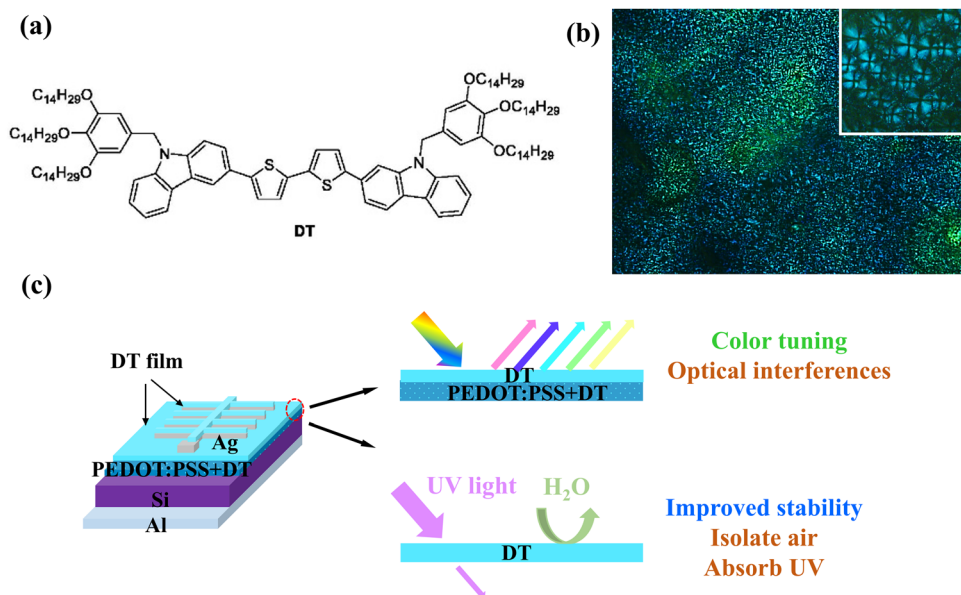 (a)
(b)
C₁₄H₂₉O
C₁₄H₂₉O
C₁₄H₂₉O
N
S
S
N
OC₁₄H₂₉
OC₁₄H₂₉
OC₁₄H₂₉
DT
(c)
DT film
Ag
PEDOT:PSS+DT
Si
Al
DT
PEDOT:PSS+DT
Color tuning
Optical interferences
UV light
H₂O
DT
Improved stability
Isolate air
Absorb UV